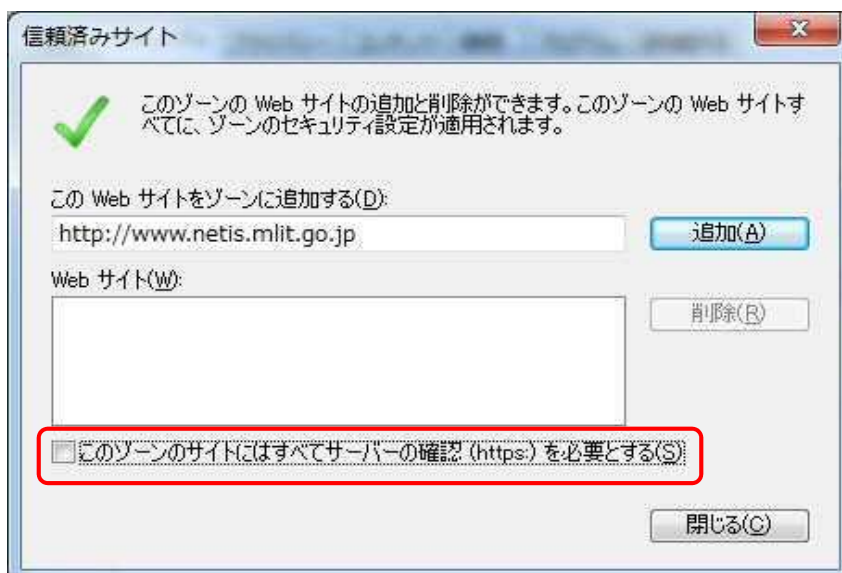 信頼済みサイト
このゾーンの Web サイトの追加と削除ができます。このゾーンの Web サイトす
べてに、ゾーンのセキュリティ設定が適用されます。
この Web サイトをゾーンに追加する(D):
http://www.netis.mlit.go.jp
追加(A)
Web サイト(W):
削除(R)
このゾーンのサイトにはすべてサーバーの確認 (https:) を必要とする(S)
閉じる(C)